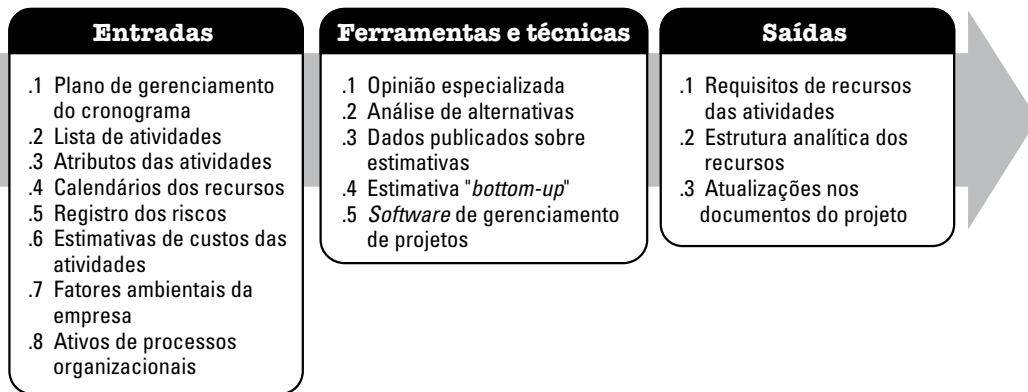 Entradas
.1 Plano de gerenciamento
do cronograma
.2 Lista de atividades
.3 Atributos das atividades
.4 Calendários dos recursos
.5 Registro dos riscos
.6 Estimativas de custos das
atividades
.7 Fatores ambientais da
empresa
.8 Ativos de processos
organizacionais
Ferramentas e técnicas
.1 Opinião especializada
.2 Análise de alternativas
.3 Dados publicados sobre
estimativas
.4 Estimativa "bottom-up"
.5 Software de gerenciamento
de projetos
Saídas
.1 Requisitos de recursos
das atividades
.2 Estrutura analítica dos
recursos
.3 Atualizações nos
documentos do projeto